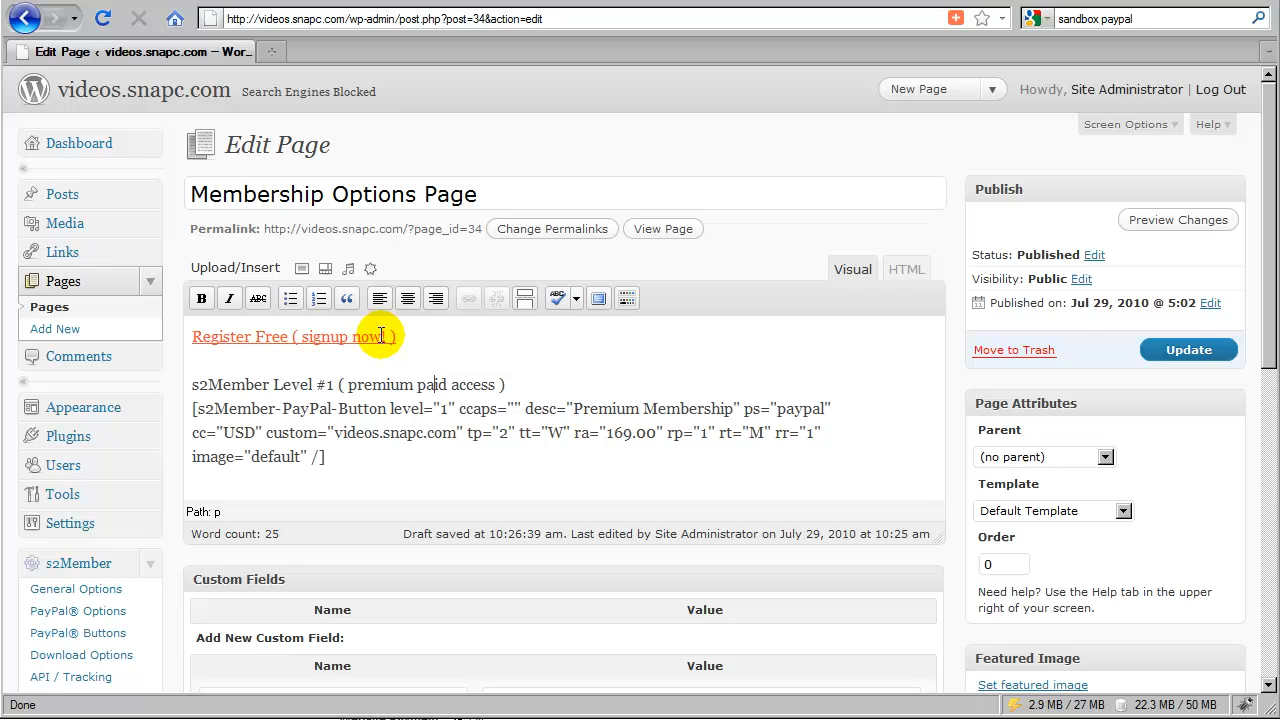 http://videos.snapc.com/wp-admin/post.php?post=34&action=edit
sandbox paypal
Edit Page ‹ videos.snapc.com — Wor...
videos.snapc.com
Search Engines Blocked
New Page
Howdy, Site Administrator | Log Out
Screen Options
Help
Dashboard
Posts
Media
Links
Pages
Pages
Add New
Comments
Appearance
Plugins
Users
Tools
Settings
s2Member
General Options
PayPal® Options
PayPal® Buttons
Download Options
API / Tracking
Edit Page
Membership Options Page
Permalink: http://videos.snapc.com/?page_id=34
Change Permalinks
View Page
Upload/Insert
Visual
HTML
B I ABC
ABC
Register Free ( signup now! )
s2Member Level #1 ( premium paid access )
[s2Member-PayPal-Button level="1" ccaps="" desc="Premium Membership" ps="paypal"
cc="USD" custom="videos.snapc.com" tp="2" tt="W" ra="169.00" rp="1" rt="M" rr="1"
image="default" /]
Path: p
Word count: 25
Draft saved at 10:26:39 am. Last edited by Site Administrator on July 29, 2010 at 10:25 am
Custom Fields
Name
Value
Add New Custom Field:
Name
Value
Publish
Preview Changes
Status: Published Edit
Visibility: Public Edit
Published on: Jul 29, 2010 @ 5:02 Edit
Move to Trash
Update
Page Attributes
Parent
(no parent)
Template
Default Template
Order
0
Need help? Use the Help tab in the upper
right of your screen.
Featured Image
Set featured image
Done
2.9 MB / 27 MB
22.3 MB / 50 MB